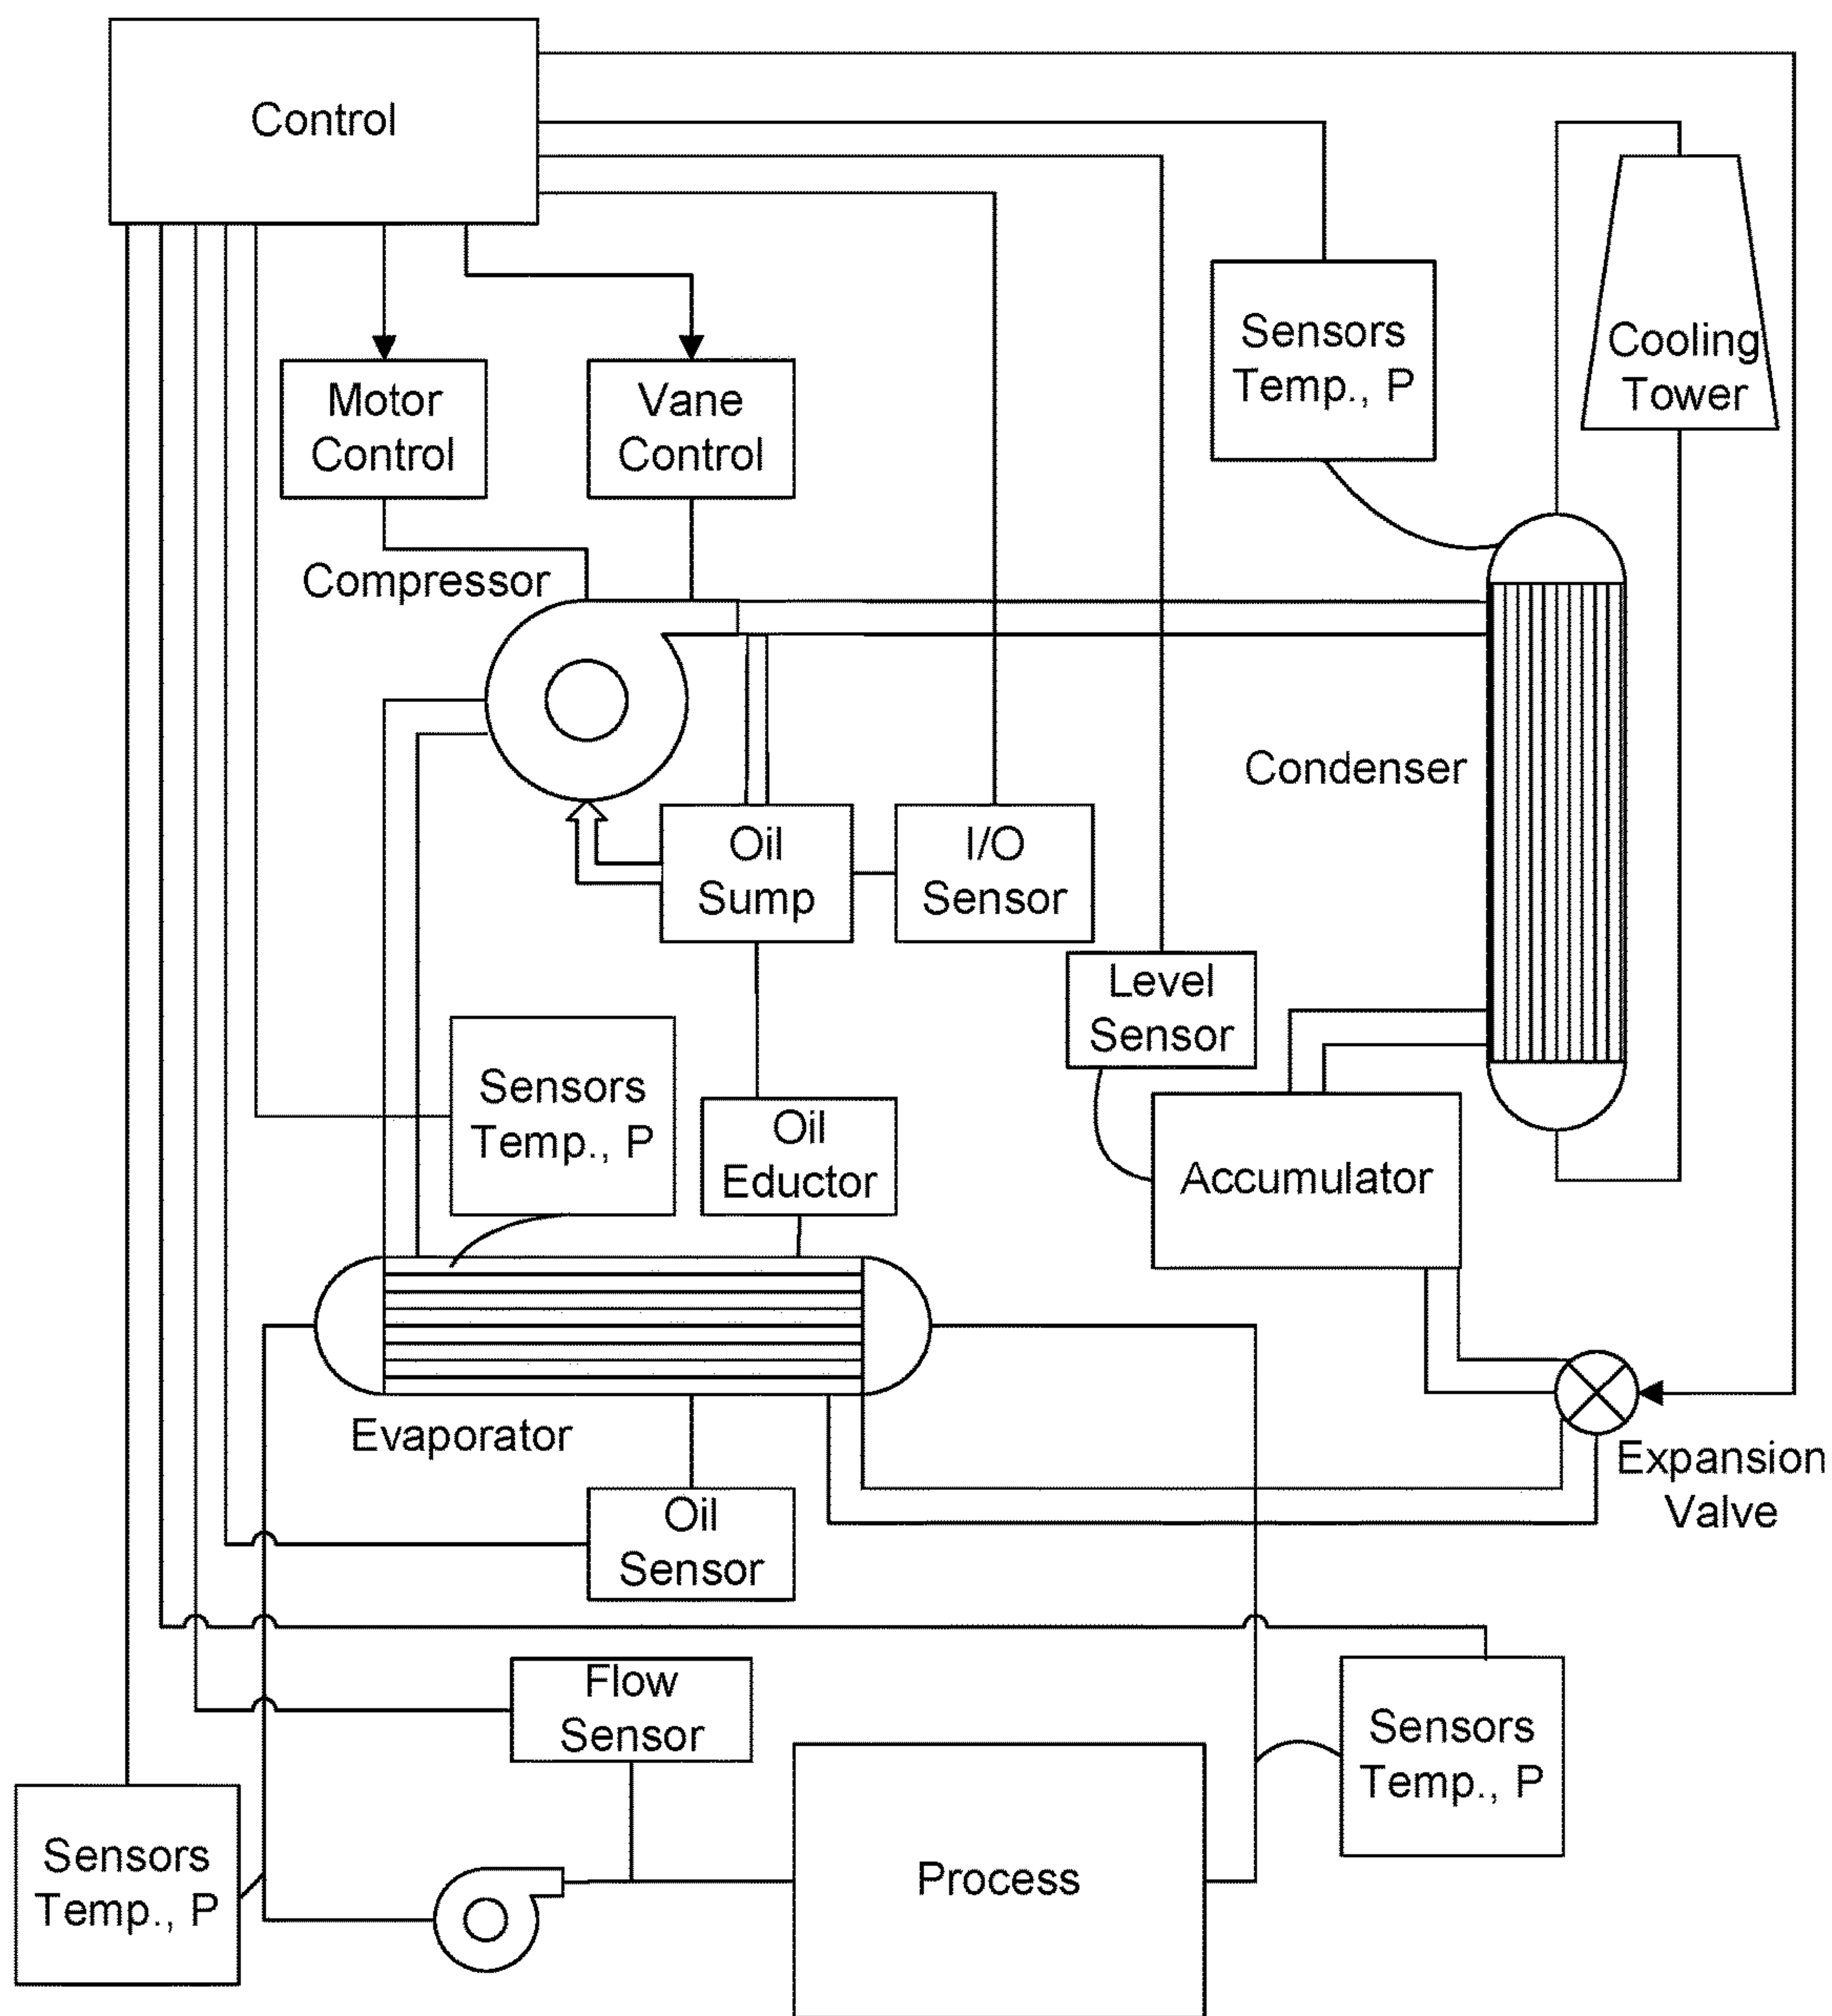 Control
Sensors
Temp., P
Cooling
Tower
Motor
Control
Vane
Control
Compressor
Condenser
Oil
Sump
I/O
Sensor
Level
Sensor
Sensors
Temp., P
Oil
Eductor
Accumulator
Evaporator
Expansion
Valve
Oil
Sensor
Flow
Sensor
Sensors
Temp., P
Sensors
Temp., P
Process